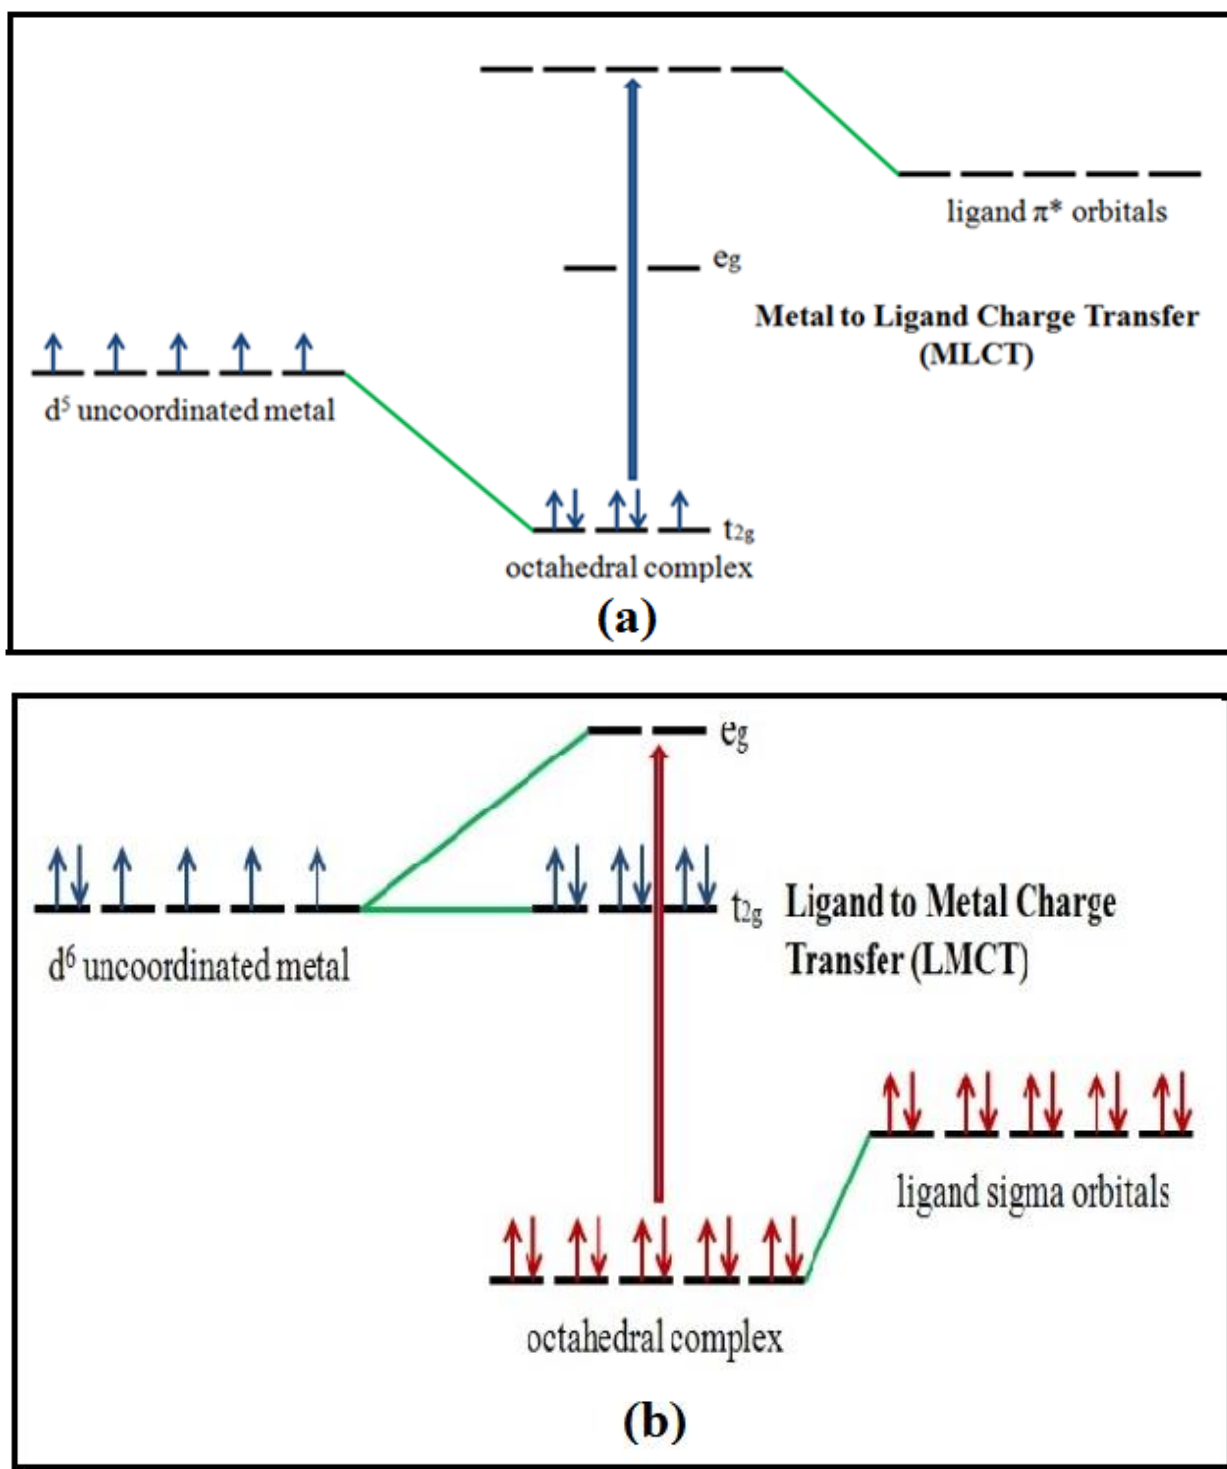 ligand π* orbitals
eg
Metal to Ligand Charge Transfer
(MLCT)
d⁵ uncoordinated metal
t2g
octahedral complex
(a)
eg
t2g
Ligand to Metal Charge
Transfer (LMCT)
d⁶ uncoordinated metal
ligand sigma orbitals
octahedral complex
(b)